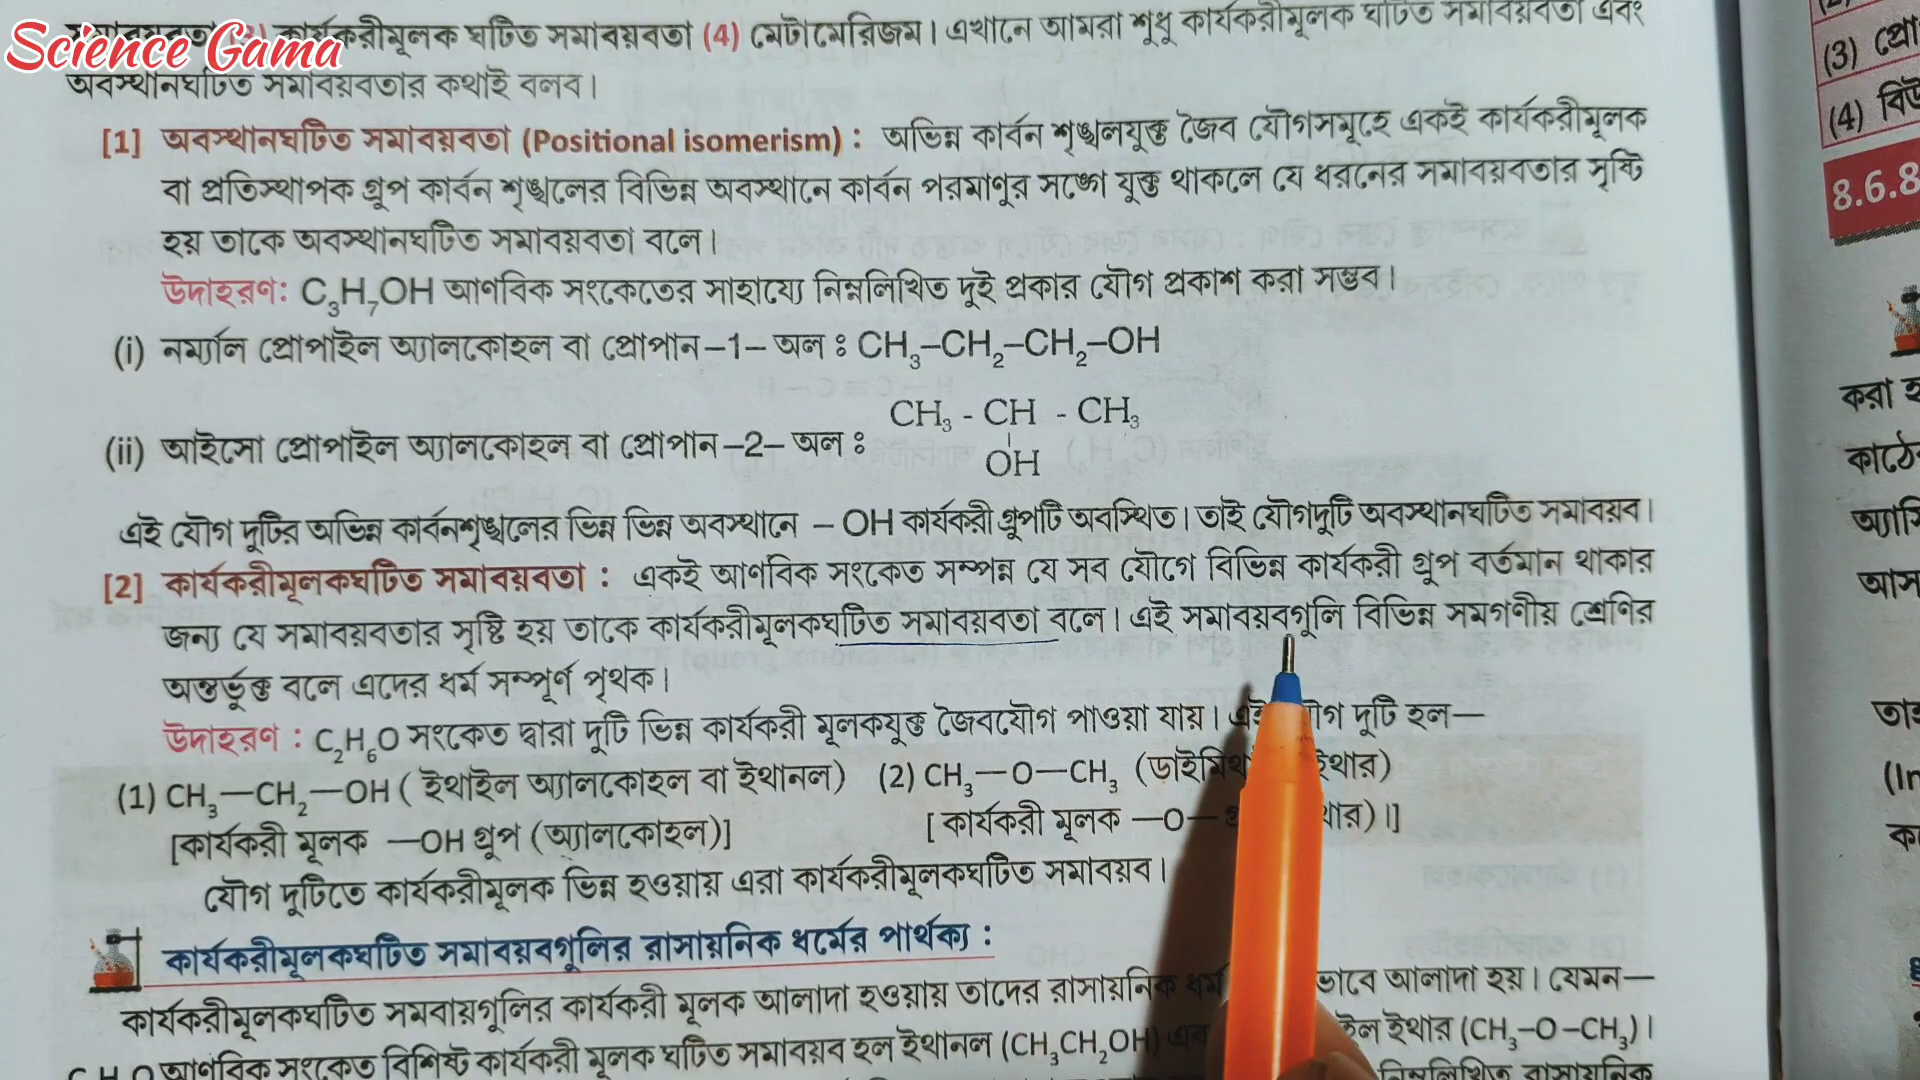 Science Gama
কার্যকরীমূলক ঘটিত সমাবয়বতা (4) মেটামেরিজম। এখানে আমরা শুধু কার্যকরীমূলক ঘটিত সমাবয়বতা এবং
অবস্থানঘটিত সমাবয়বতার কথাই বলব।
[1] অবস্থানঘটিত সমাবয়বতা (Positional isomerism) : অভিন্ন কার্বন শৃঙ্খলযুক্ত জৈব যৌগসমূহে একই কার্যকরীমূলক
বা প্রতিস্থাপক গ্রুপ কার্বন শৃঙ্খলের বিভিন্ন অবস্থানে কার্বন পরমাণুর সঙ্গে যুক্ত থাকলে যে ধরনের সমাবয়বতার সৃষ্টি
হয় তাকে অবস্থানঘটিত সমাবয়বতা বলে।
উদাহরণ: C₃H₇OH আণবিক সংকেতের সাহায্যে নিম্নলিখিত দুই প্রকার যৌগ প্রকাশ করা সম্ভব।
(i) নর্ম্যাল প্রোপাইল অ্যালকোহল বা প্রোপান–1– অল : CH₃–CH₂–CH₂–OH
CH₃ - CH - CH₃
(ii) আইসো প্রোপাইল অ্যালকোহল বা প্রোপান–2– অল :
OH
এই যৌগ দুটির অভিন্ন কার্বনশৃঙ্খলের ভিন্ন ভিন্ন অবস্থানে – OH কার্যকরী গ্রুপটি অবস্থিত। তাই যৌগদুটি অবস্থানঘটিত সমাবয়ব।
[2] কার্যকরীমূলকঘটিত সমাবয়বতা : একই আণবিক সংকেত সম্পন্ন যে সব যৌগে বিভিন্ন কার্যকরী গ্রুপ বর্তমান থাকার
জন্য যে সমাবয়বতার সৃষ্টি হয় তাকে কার্যকরীমূলকঘটিত সমাবয়বতা বলে। এই সমাবয়বগুলি বিভিন্ন সমগণীয় শ্রেণির
অন্তর্ভুক্ত বলে এদের ধর্ম সম্পূর্ণ পৃথক।
উদাহরণ : C₂H₆O সংকেত দ্বারা দুটি ভিন্ন কার্যকরী মূলকযুক্ত জৈবযৌগ পাওয়া যায়। দুটি হল—
(1) CH₃—CH₂—OH ( ইথাইল অ্যালকোহল বা ইথানল) (2) CH₃—O—CH₃
[কার্যকরী মূলক —OH গ্রুপ (অ্যালকোহল)] [ কার্যকরী মূলক —O—
যৌগ দুটিতে কার্যকরীমূলক ভিন্ন হওয়ায় এরা কার্যকরীমূলকঘটিত সমাবয়ব।
কার্যকরীমূলকঘটিত সমাবয়বগুলির রাসায়নিক ধর্মের পার্থক্য :
কার্যকরীমূলকঘটিত সমবায়গুলির কার্যকরী মূলক আলাদা হওয়ায় তাদের রাসায়নিক ধর্ম আলাদা হয়। যেমন—
আণবিক সংকেত বিশিষ্ট কার্যকরী মূলক ঘটিত সমাবয়ব হল ইথানল (CH₃CH₂OH) এবং ইথার (CH₃–O–CH₃)।
নিম্নলিখিত রাসায়নিক
(3) প্রো
(4) বিউ
8.6.8
করা